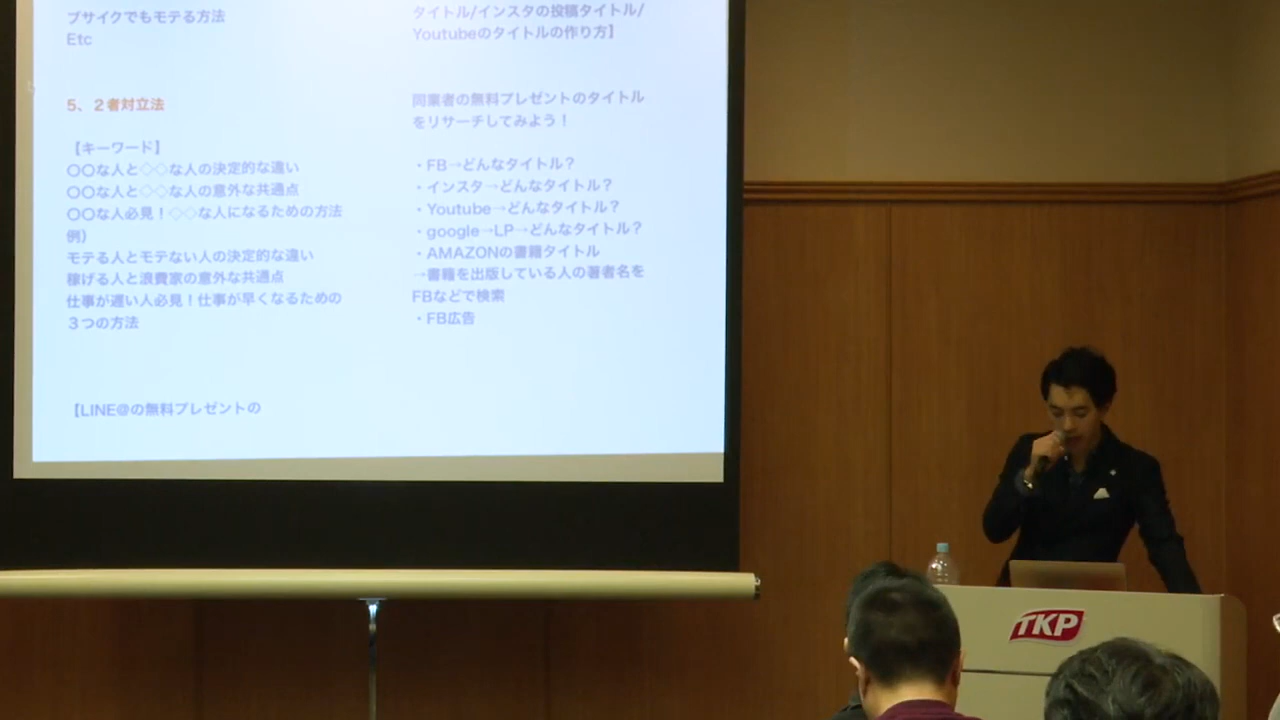 ブサイクでもモテる方法
Etc
5、２者対立法
【キーワード】
〇〇な人と◇◇な人の決定的な違い
〇〇な人と◇◇な人の意外な共通点
〇〇な人必見！◇◇な人になるための方法
例）
モテる人とモテない人の決定的な違い
稼げる人と浪費家の意外な共通点
仕事が遅い人必見！仕事が早くなるための
３つの方法
【LINE@の無料プレゼントの
タイトル/インスタの投稿タイトル/
Youtubeのタイトルの作り方】
同業者の無料プレゼントのタイトル
をリサーチしてみよう！
・FB→どんなタイトル？
・インスタ→どんなタイトル？
・Youtube→どんなタイトル？
・google→LP→どんなタイトル？
・AMAZONの書籍タイトル
→書籍を出版している人の著者名を
FBなどで検索
・FB広告
TKP